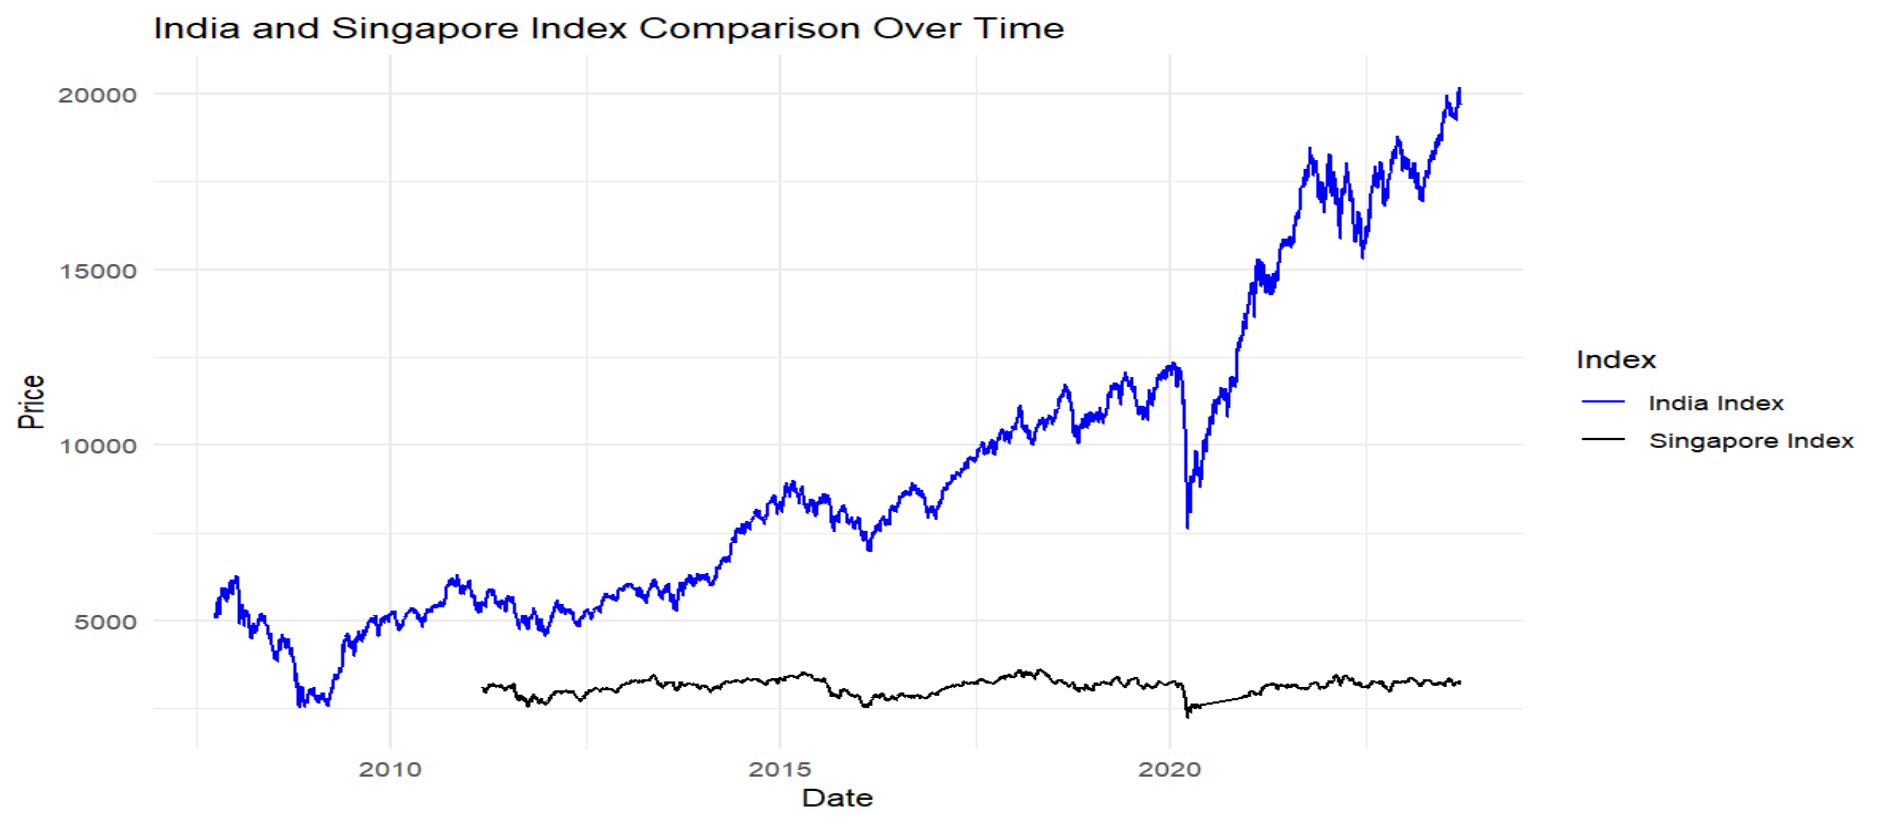 India and Singapore Index Comparison Over Time
20000
15000
10000
5000
Price
2010
2015
2020
Date
Index
India Index
Singapore Index